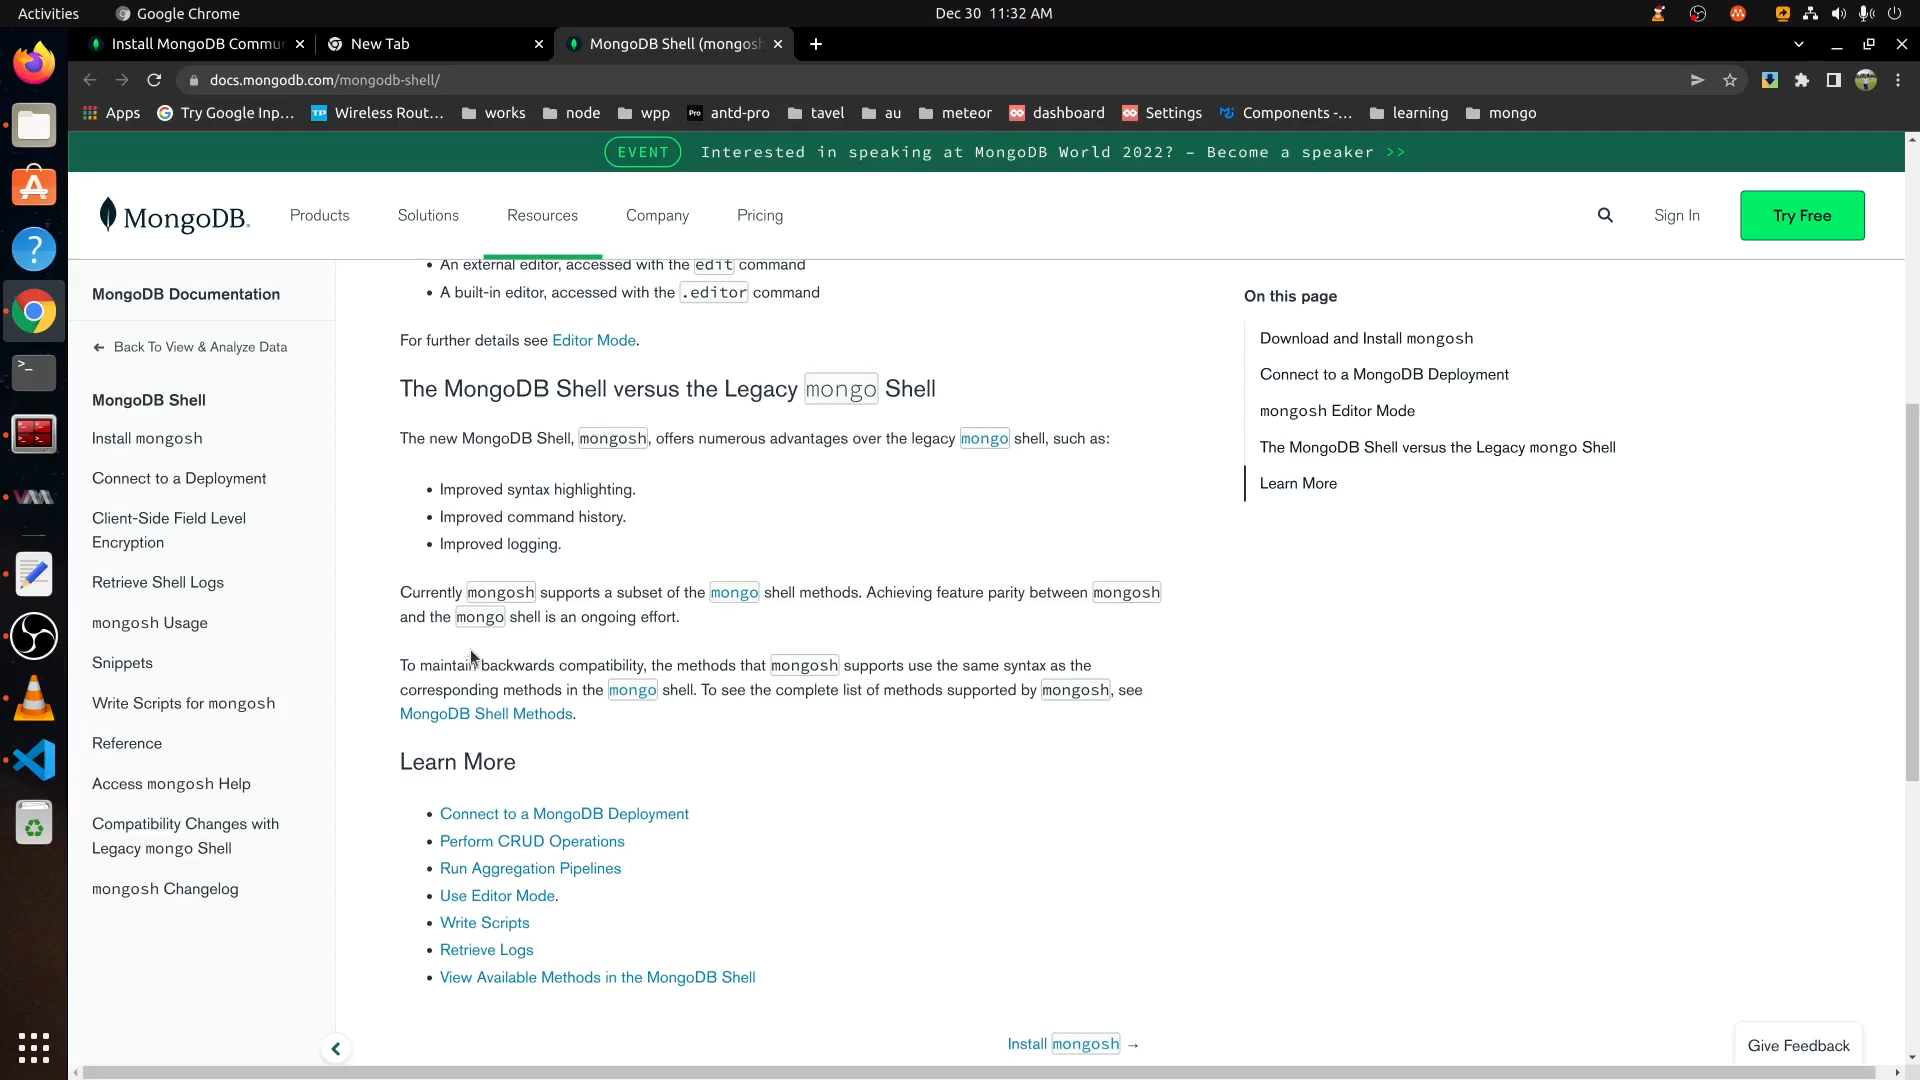 Activities
Google Chrome
Dec 30 11:32 AM
Install MongoDB Commu
New Tab
MongoDB Shell (mongosh
docs.mongodb.com/mongodb-shell/
Apps
Try Google Inp...
Wireless Rout...
works
node
wpp
antd-pro
tavel
au
meteor
dashboard
Settings
Components -...
learning
mongo
EVENT Interested in speaking at MongoDB World 2022? – Become a speaker >>
MongoDB.
Products
Solutions
Resources
Company
Pricing
Sign In
Try Free
MongoDB Documentation
← Back To View & Analyze Data
MongoDB Shell
Install mongosh
Connect to a Deployment
Client-Side Field Level
Encryption
Retrieve Shell Logs
mongosh Usage
Snippets
Write Scripts for mongosh
Reference
Access mongosh Help
Compatibility Changes with
Legacy mongo Shell
mongosh Changelog
• An external editor, accessed with the edit command
• A built-in editor, accessed with the .editor command
For further details see Editor Mode.
The MongoDB Shell versus the Legacy mongo Shell
The new MongoDB Shell, mongosh, offers numerous advantages over the legacy mongo shell, such as:
• Improved syntax highlighting.
• Improved command history.
• Improved logging.
Currently mongosh supports a subset of the mongo shell methods. Achieving feature parity between mongosh
and the mongo shell is an ongoing effort.
To maintain backwards compatibility, the methods that mongosh supports use the same syntax as the
corresponding methods in the mongo shell. To see the complete list of methods supported by mongosh, see
MongoDB Shell Methods.
Learn More
• Connect to a MongoDB Deployment
• Perform CRUD Operations
• Run Aggregation Pipelines
• Use Editor Mode.
• Write Scripts
• Retrieve Logs
• View Available Methods in the MongoDB Shell
Install mongosh →
On this page
Download and Install mongosh
Connect to a MongoDB Deployment
mongosh Editor Mode
The MongoDB Shell versus the Legacy mongo Shell
Learn More
Give Feedback